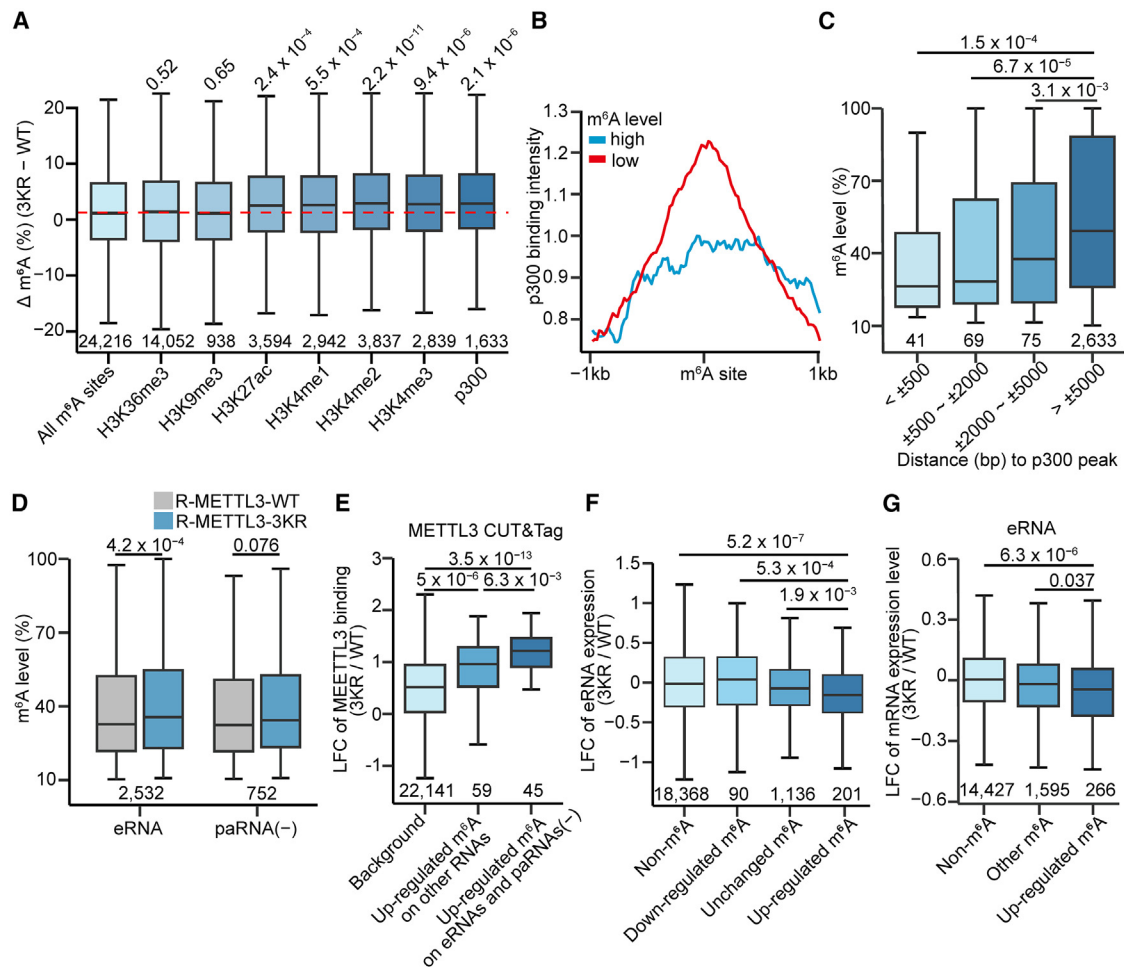 A
0.52
0.65
2.4 x 10⁻⁴
5.5 x 10⁻⁴
2.2 x 10⁻¹¹
9.4 x 10⁻⁶
2.1 x 10⁻⁶
Δ m⁶A (%) (3KR − WT)
20
10
0
−10
−20
24,216
14,052
938
3,594
2,942
3,837
2,839
1,633
All m⁶A sites
H3K36me3
H3K9me3
H3K27ac
H3K4me1
H3K4me2
H3K4me3
p300
B
p300 binding intensity
1.3
1.2
1.1
1.0
0.9
0.8
m⁶A level
high
low
−1kb
m⁶A site
1kb
C
1.5 x 10⁻⁴
6.7 x 10⁻⁵
3.1 x 10⁻³
m⁶A level (%)
100
70
40
10
41
69
75
2,633
< ±500
±500 ~ ±2000
±2000 ~ ±5000
> ±5000
Distance (bp) to p300 peak
D
R-METTL3-WT
R-METTL3-3KR
4.2 x 10⁻⁴
0.076
m⁶A level (%)
100
70
40
10
2,532
752
eRNA
paRNA(−)
E
METTL3 CUT&Tag
3.5 x 10⁻¹³
5 x 10⁻⁶
6.3 x 10⁻³
LFC of MEETTL3 binding
(3KR / WT)
3
2
1
0
-1
22,141
59
45
Background
Up-regulated m⁶A
on other RNAs
Up-regulated m⁶A
on eRNAs and paRNAs(−)
F
5.2 x 10⁻⁷
5.3 x 10⁻⁴
1.9 x 10⁻³
LFC of eRNA expression
(3KR / WT)
1.5
1.0
0.5
0
−0.5
−1
18,368
90
1,136
201
Non-m⁶A
Down-regulated m⁶A
Unchanged m⁶A
Up-regulated m⁶A
G
eRNA
6.3 x 10⁻⁶
0.037
LFC of mRNA expression level
(3KR / WT)
0.6
0.3
0
−0.3
−0.6
14,427
1,595
266
Non-m⁶A
Other m⁶A
Up-regulated m⁶A